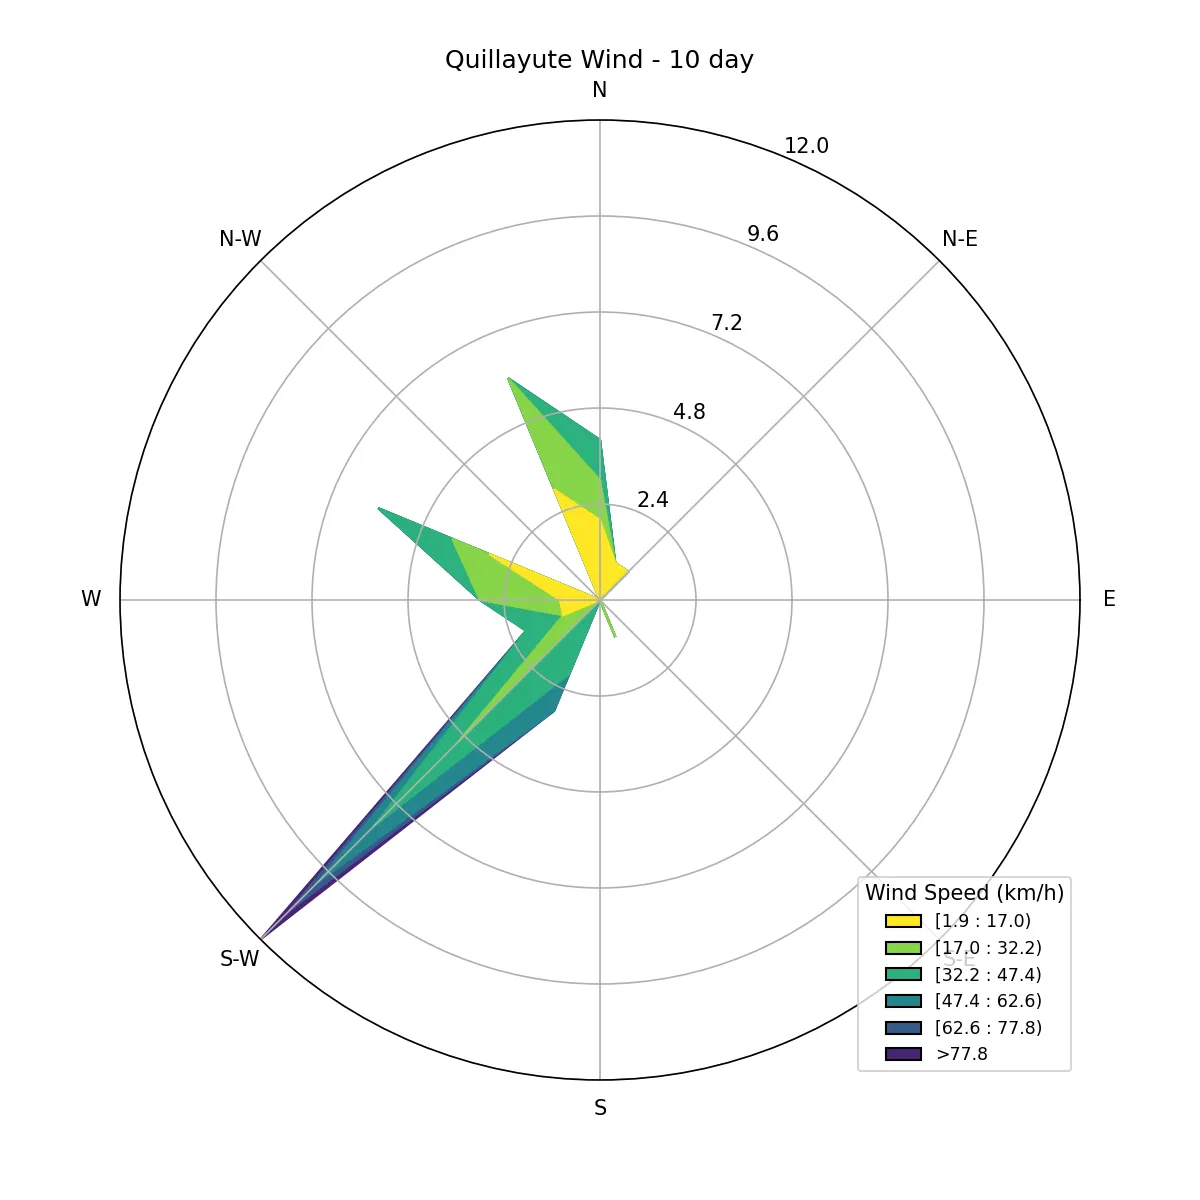 Quillayute Wind - 10 day
N
12.0
N-W
9.6
N-E
7.2
4.8
2.4
W
E
Wind Speed (km/h)
[1.9 : 17.0)
[17.0 : 32.2)
S-W
S-E
[32.2 : 47.4)
[47.4 : 62.6)
[62.6 : 77.8)
>77.8
S